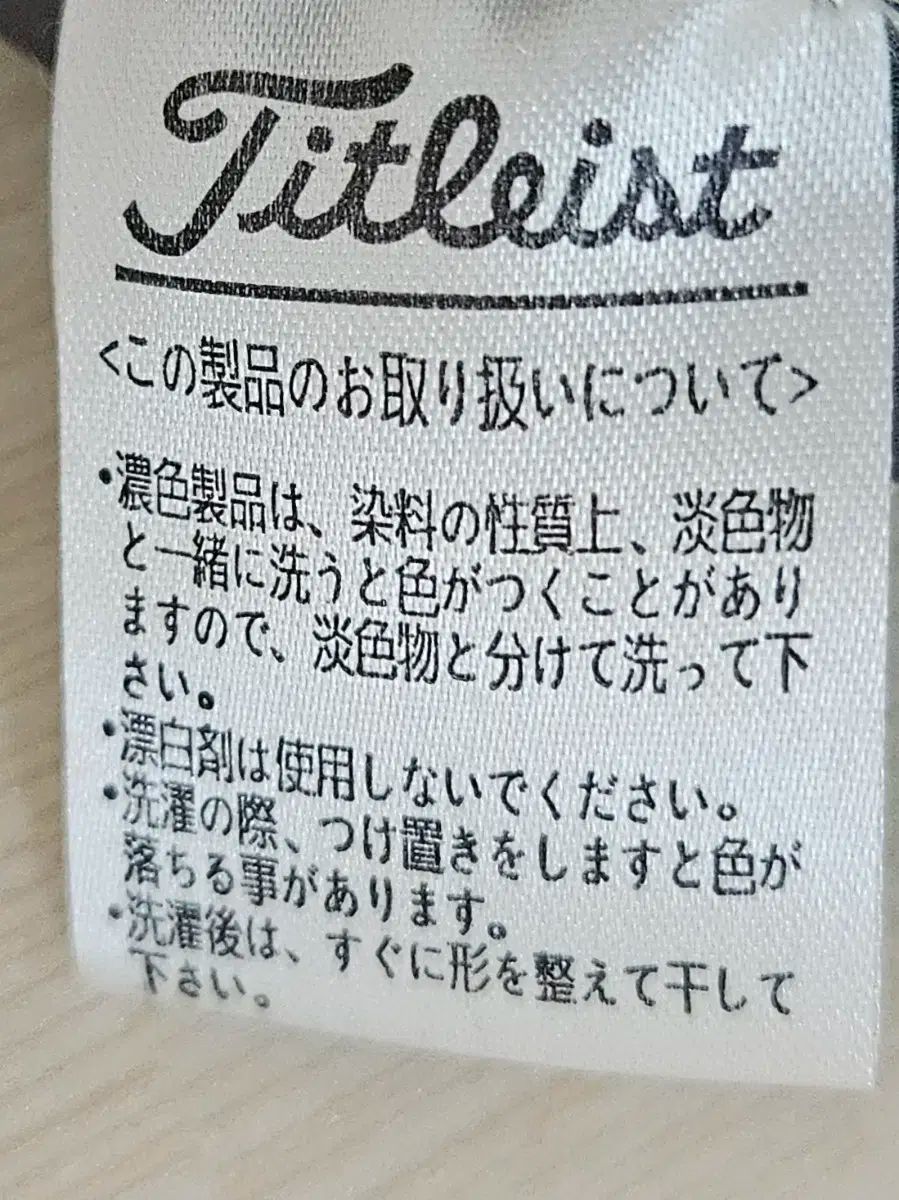 Titleist
<この製品のお取り扱いについて>
・濃色製品は、染料の性質上、淡色物
と一緒に洗うと色がつくことがあり
ますので、淡色物と分けて洗って下
さい。
・漂白剤は使用しないでください。
・洗濯の際、つけ置きをしますと色が
落ちる事があります。
・洗濯後は、すぐに形を整えて干して
下さい。